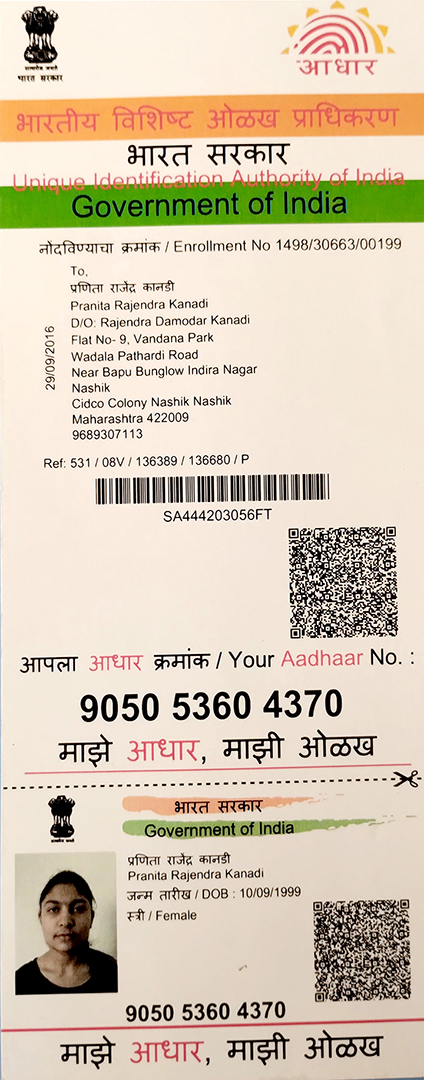 सत्यमेव जयते
भारत सरकार
आधार
भारतीय विशिष्ट ओळख प्राधिकरण
भारत सरकार
Unique Identification Authority of India
Government of India
नोंदविण्याचा क्रमांक / Enrollment No 1498/30663/00199
29/09/2016
To,
प्रणिता राजेंद्र कानडी
Pranita Rajendra Kanadi
D/O: Rajendra Damodar Kanadi
Flat No- 9, Vandana Park
Wadala Pathardi Road
Near Bapu Bunglow Indira Nagar
Nashik
Cidco Colony Nashik Nashik
Maharashtra 422009
9689307113
Ref: 531 / 08V / 136389 / 136680 / P
SA444203056FT
आपला आधार क्रमांक / Your Aadhaar No. :
9050 5360 4370
माझे आधार, माझी ओळख
भारत सरकार
Government of India
प्रणिता राजेंद्र कानडी
Pranita Rajendra Kanadi
जन्म तारीख / DOB : 10/09/1999
स्त्री / Female
9050 5360 4370
माझे आधार, माझी ओळख